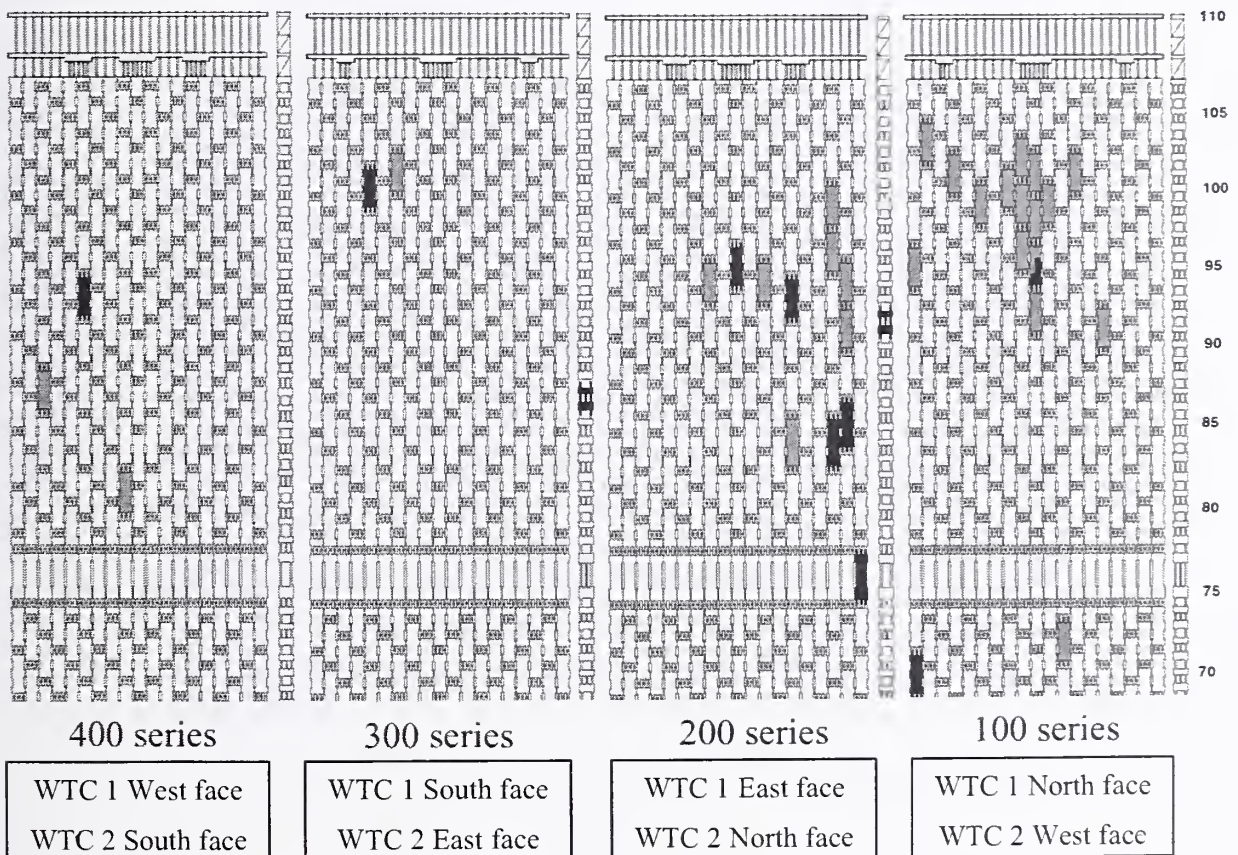 110
105
100
95
90
85
80
75
70
400 series
300 series
200 series
100 series
WTC 1 West face
WTC 2 South face
WTC 1 South face
WTC 2 East face
WTC 1 East face
WTC 2 North face
WTC 1 North face
WTC 2 West face